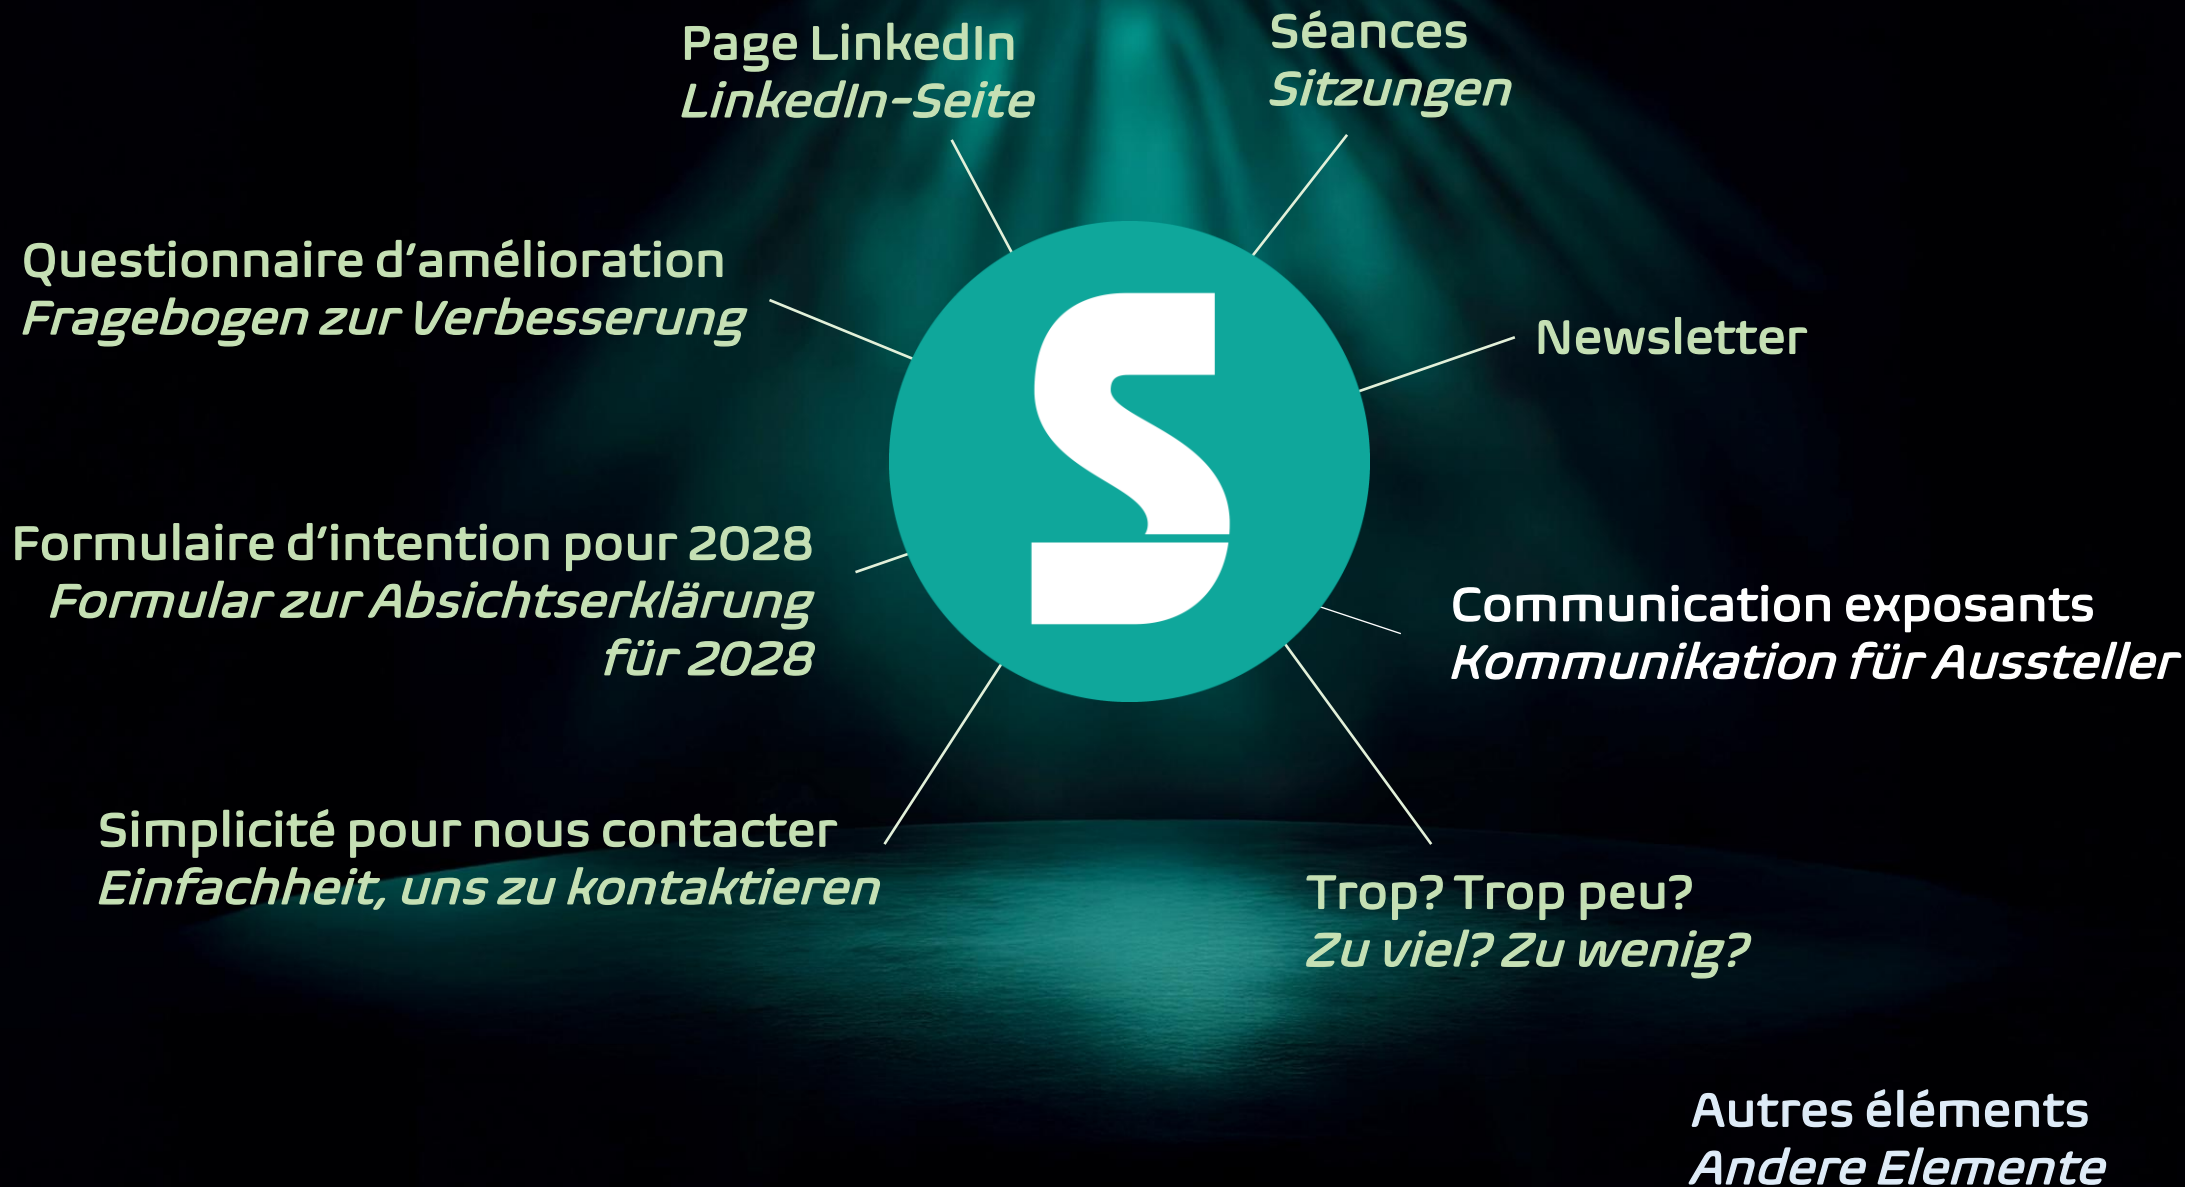 Page LinkedIn
LinkedIn-Seite
Séances
Sitzungen
Questionnaire d’amélioration
Fragebogen zur Verbesserung
Newsletter
S
Formulaire d’intention pour 2028
Formular zur Absichtserklärung
für 2028
Communication exposants
Kommunikation für Aussteller
Simplicité pour nous contacter
Einfachheit, uns zu kontaktieren
Trop? Trop peu?
Zu viel? Zu wenig?
Autres éléments
Andere Elemente